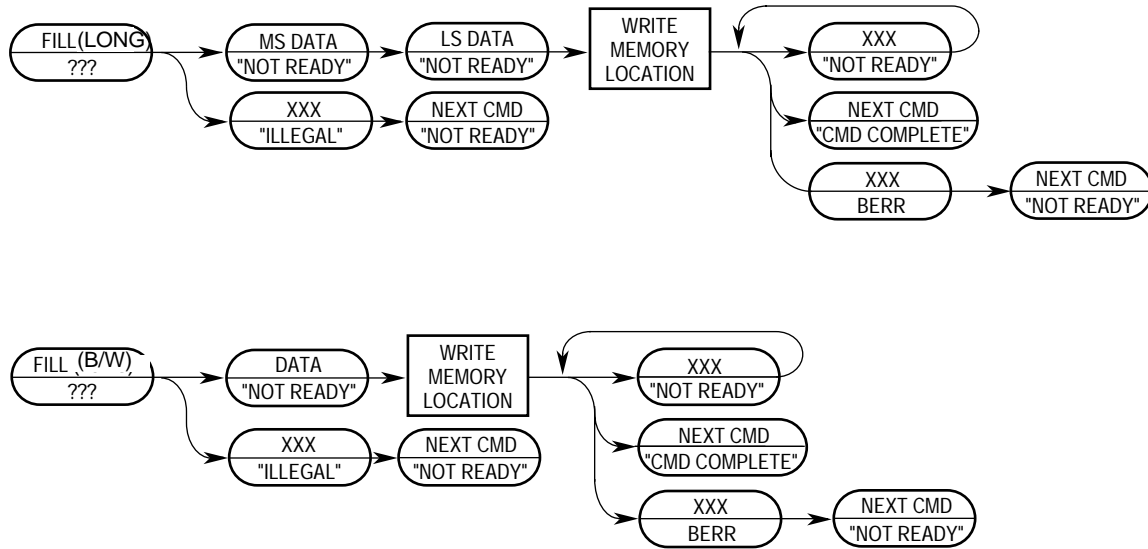 FILL(LONG)
???
MS DATA
"NOT READY"
LS DATA
"NOT READY"
WRITE
MEMORY
LOCATION
XXX
"NOT READY"
XXX
"ILLEGAL"
NEXT CMD
"NOT READY"
NEXT CMD
"CMD COMPLETE"
XXX
BERR
NEXT CMD
"NOT READY"
FILL (B/W)
???
DATA
"NOT READY"
WRITE
MEMORY
LOCATION
XXX
"NOT READY"
XXX
"ILLEGAL"
NEXT CMD
"NOT READY"
NEXT CMD
"CMD COMPLETE"
XXX
BERR
NEXT CMD
"NOT READY"